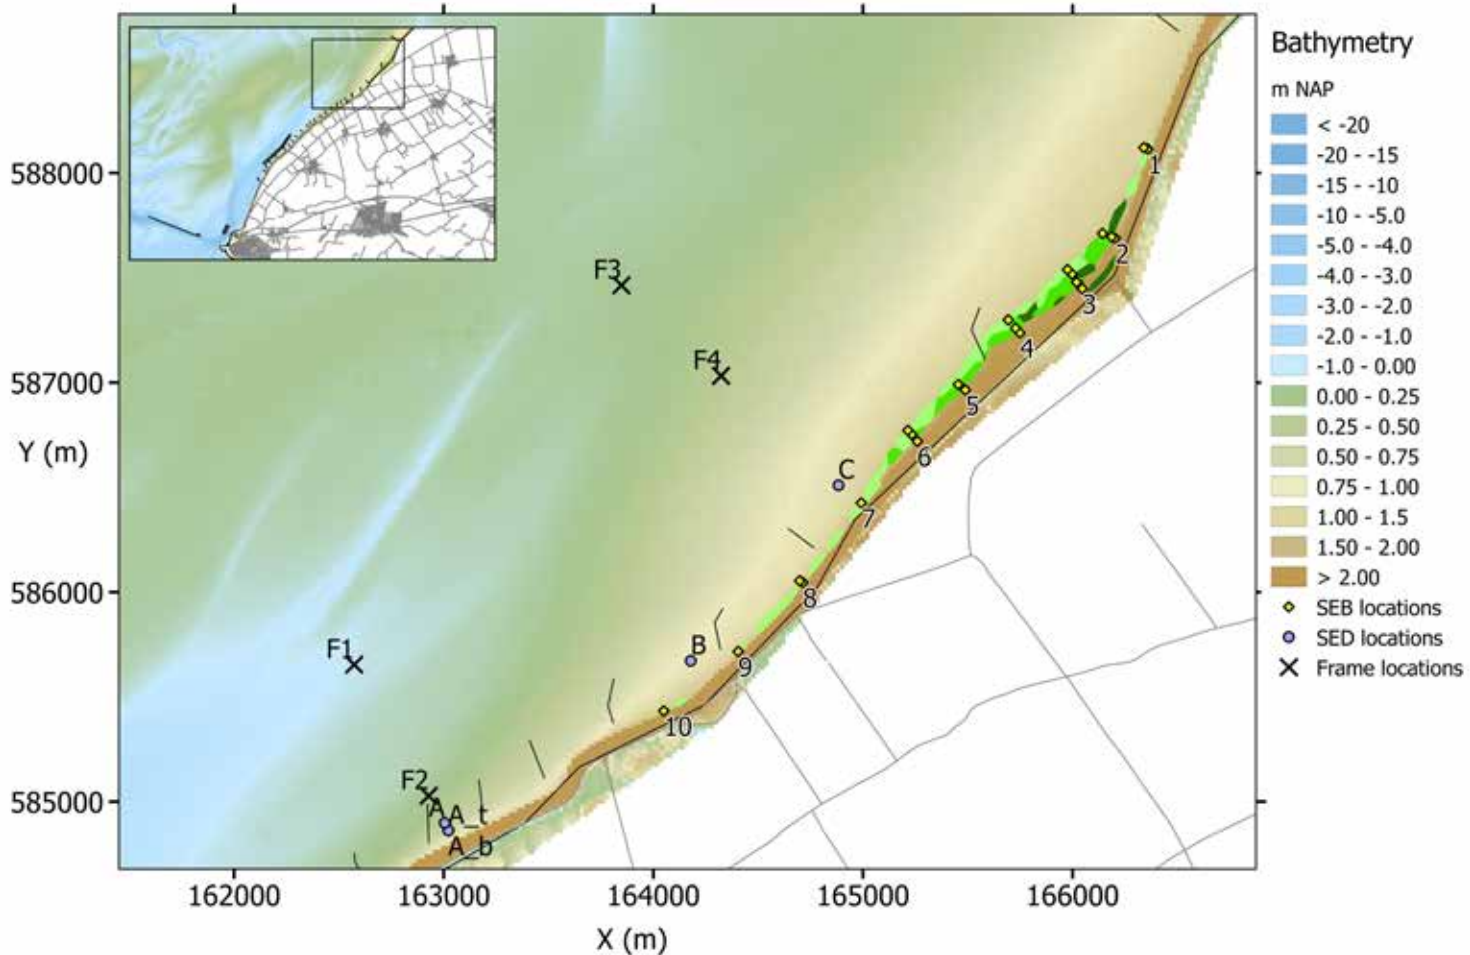 Bathymetry
m NAP
< -20
-20 - -15
-15 - -10
-10 - -5.0
-5.0 - -4.0
-4.0 - -3.0
-3.0 - -2.0
-2.0 - -1.0
-1.0 - 0.00
0.00 - 0.25
0.25 - 0.50
0.50 - 0.75
0.75 - 1.00
1.00 - 1.5
1.50 - 2.00
> 2.00
SEB locations
SED locations
Frame locations
588000
587000
Y (m)
586000
585000
1
2
3
4
5
6
7
8
9
10
F3
F4
C
B
F1
F2
A
A_t
A_b
162000 163000 164000 165000 166000
X (m)